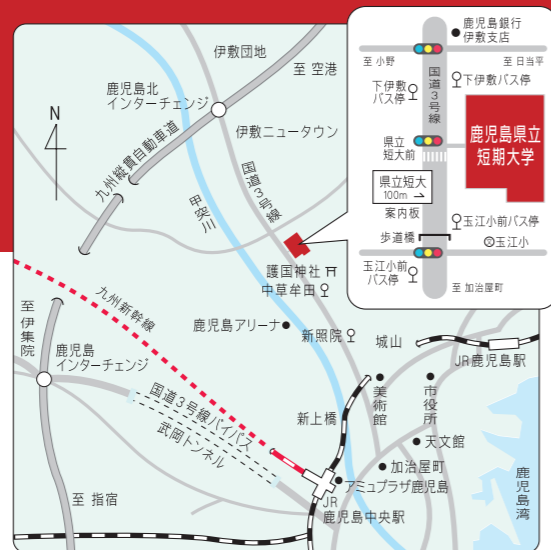 伊敷団地
至 空港
鹿児島北
インターチェンジ
伊敷ニュータウン
九州縦貫自動車道
国道3号線
甲突川
N
護国神社
中草牟田
九州新幹線
鹿児島アリーナ
新照院
城山
JR鹿児島駅
至 伊集院
鹿児島
インターチェンジ
国道3号線バイパス
武岡トンネル
新上橋
美術館
市役所
天文館
加治屋町
アミュプラザ鹿児島
JR
鹿児島中央駅
至 指宿
鹿児島湾
鹿児島銀行
伊敷支店
至 小野
至 日当平
国道3号線
下伊敷
バス停
下伊敷バス停
県立
短大前
鹿児島県立
短期大学
県立短大
100m →
案内板
玉江小前バス停
歩道橋
文玉江小
玉江小前
バス停
至 加治屋町